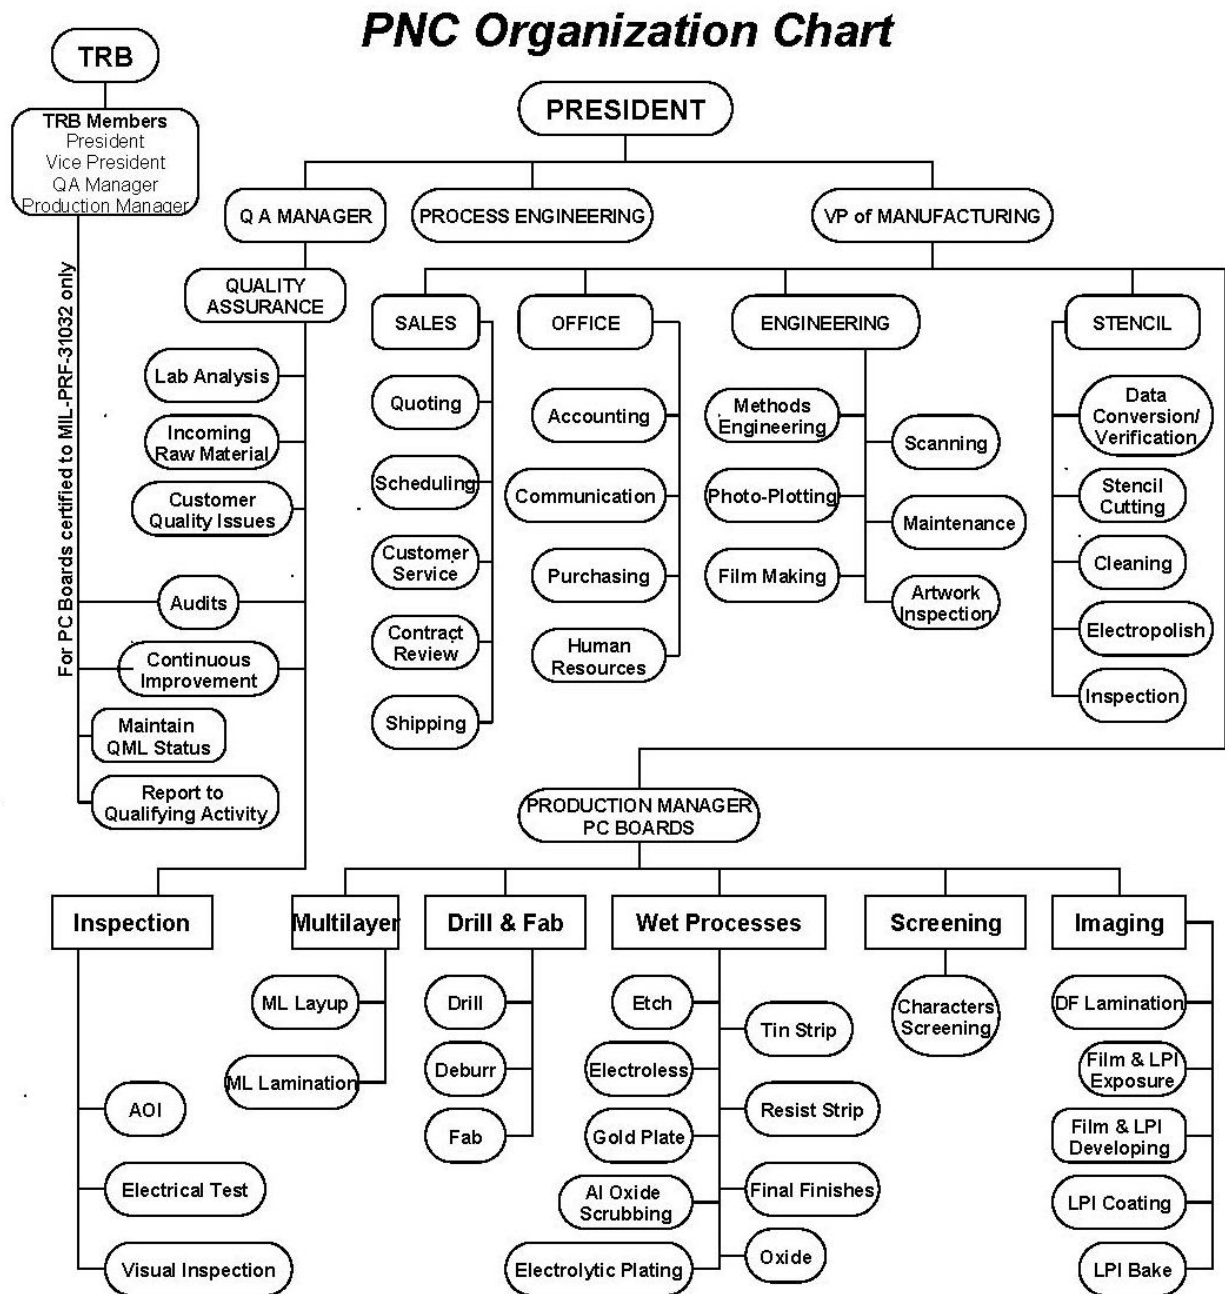 PNC Organization Chart
TRB
TRB Members
President
Vice President
QA Manager
Production Manager
For PC Boards certified to MIL-PRF-31032 only
PRESIDENT
Q A MANAGER
PROCESS ENGINEERING
VP of MANUFACTURING
QUALITY
ASSURANCE
Lab Analysis
Incoming
Raw Material
Customer
Quality Issues
Audits
Continuous
Improvement
Maintain
QML Status
Report to
Qualifying Activity
SALES
Quoting
Scheduling
Customer
Service
Contract
Review
Shipping
OFFICE
Accounting
Communication
Purchasing
Human
Resources
ENGINEERING
Methods
Engineering
Photo-Plotting
Film Making
Scanning
Maintenance
Artwork
Inspection
STENCIL
Data
Conversion/
Verification
Stencil
Cutting
Cleaning
Electropolish
Inspection
PRODUCTION MANAGER
PC BOARDS
Inspection
AOI
Electrical Test
Visual Inspection
Multilayer
ML Layup
ML Lamination
Drill & Fab
Drill
Deburr
Fab
Wet Processes
Etch
Electroless
Gold Plate
Al Oxide
Scrubbing
Electrolytic Plating
Tin Strip
Resist Strip
Final Finishes
Oxide
Screening
Characters
Screening
Imaging
DF Lamination
Film & LPI
Exposure
Film & LPI
Developing
LPI Coating
LPI Bake